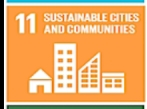 11 SUSTAINABLE CITIES
AND COMMUNITIES